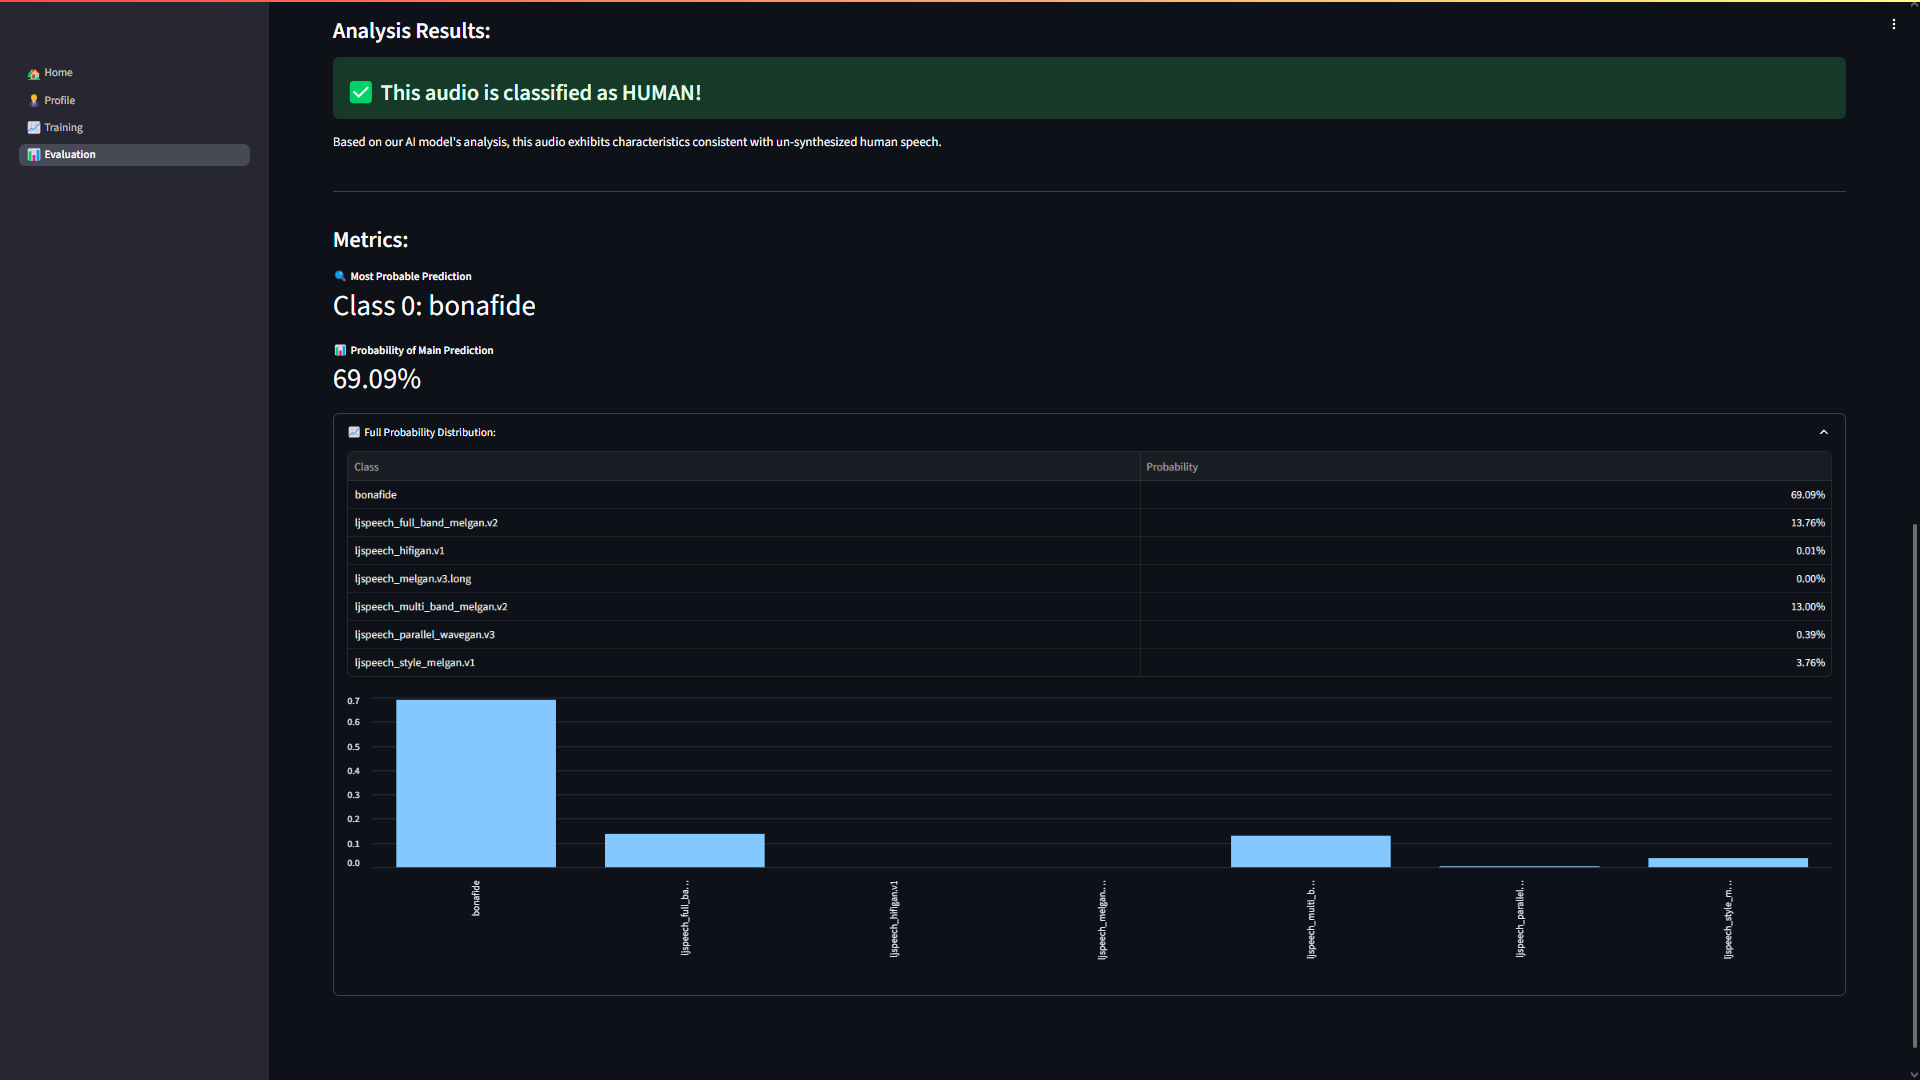 Home
Profile
Training
Evaluation
Analysis Results:
This audio is classified as HUMAN!
Based on our AI model's analysis, this audio exhibits characteristics consistent with un-synthesized human speech.
Metrics:
Most Probable Prediction
Class 0: bonafide
Probability of Main Prediction
69.09%
Full Probability Distribution:
Class Probability
bonafide 69.09%
ljspeech_full_band_melgan.v2 13.76%
ljspeech_hifigan.v1 0.01%
ljspeech_melgan.v3.long 0.00%
ljspeech_multi_band_melgan.v2 13.00%
ljspeech_parallel_wavegan.v3 0.39%
ljspeech_style_melgan.v1 3.76%
0.7
0.6
0.5
0.4
0.3
0.2
0.1
0.0
bonafide
ljspeech_full_ba...
ljspeech_hifigan.v1
ljspeech_melgan....
ljspeech_multi_b...
ljspeech_parallel...
ljspeech_style_m...